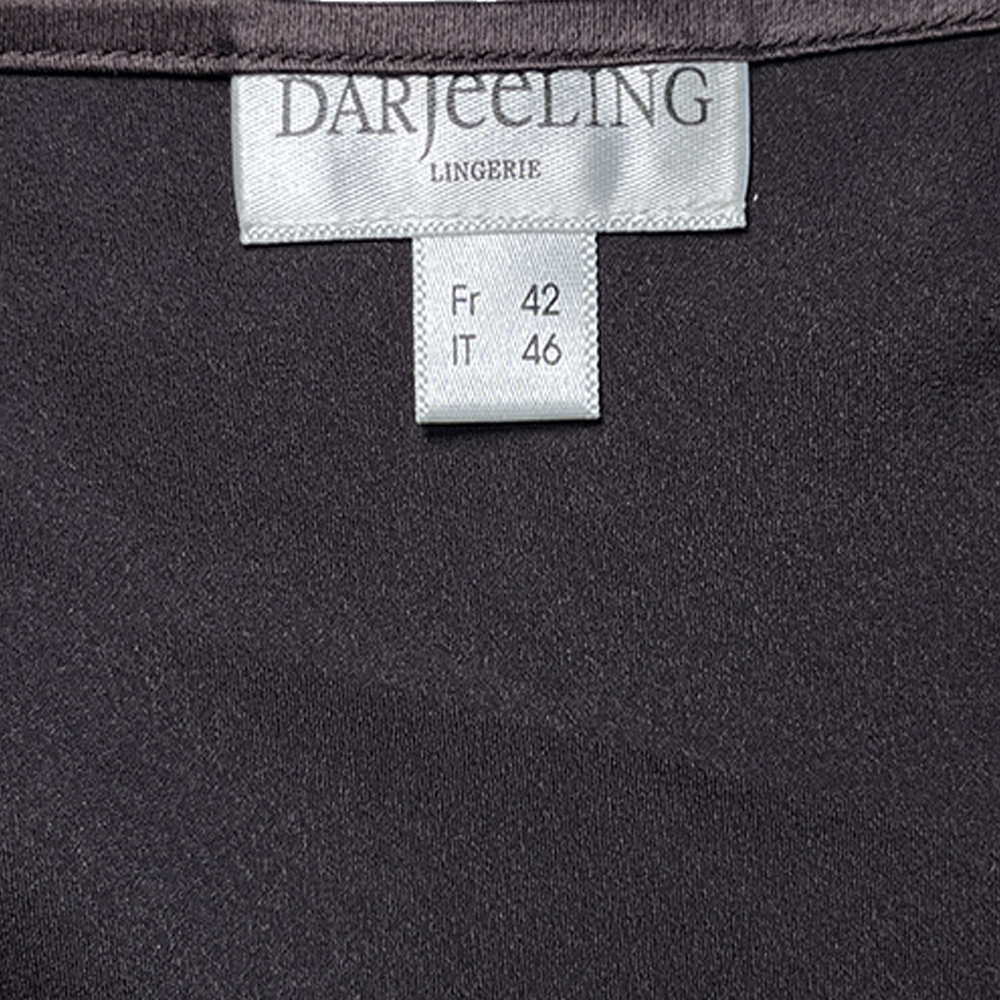 DARJeeLING
LINGERIE
Fr 42
IT 46